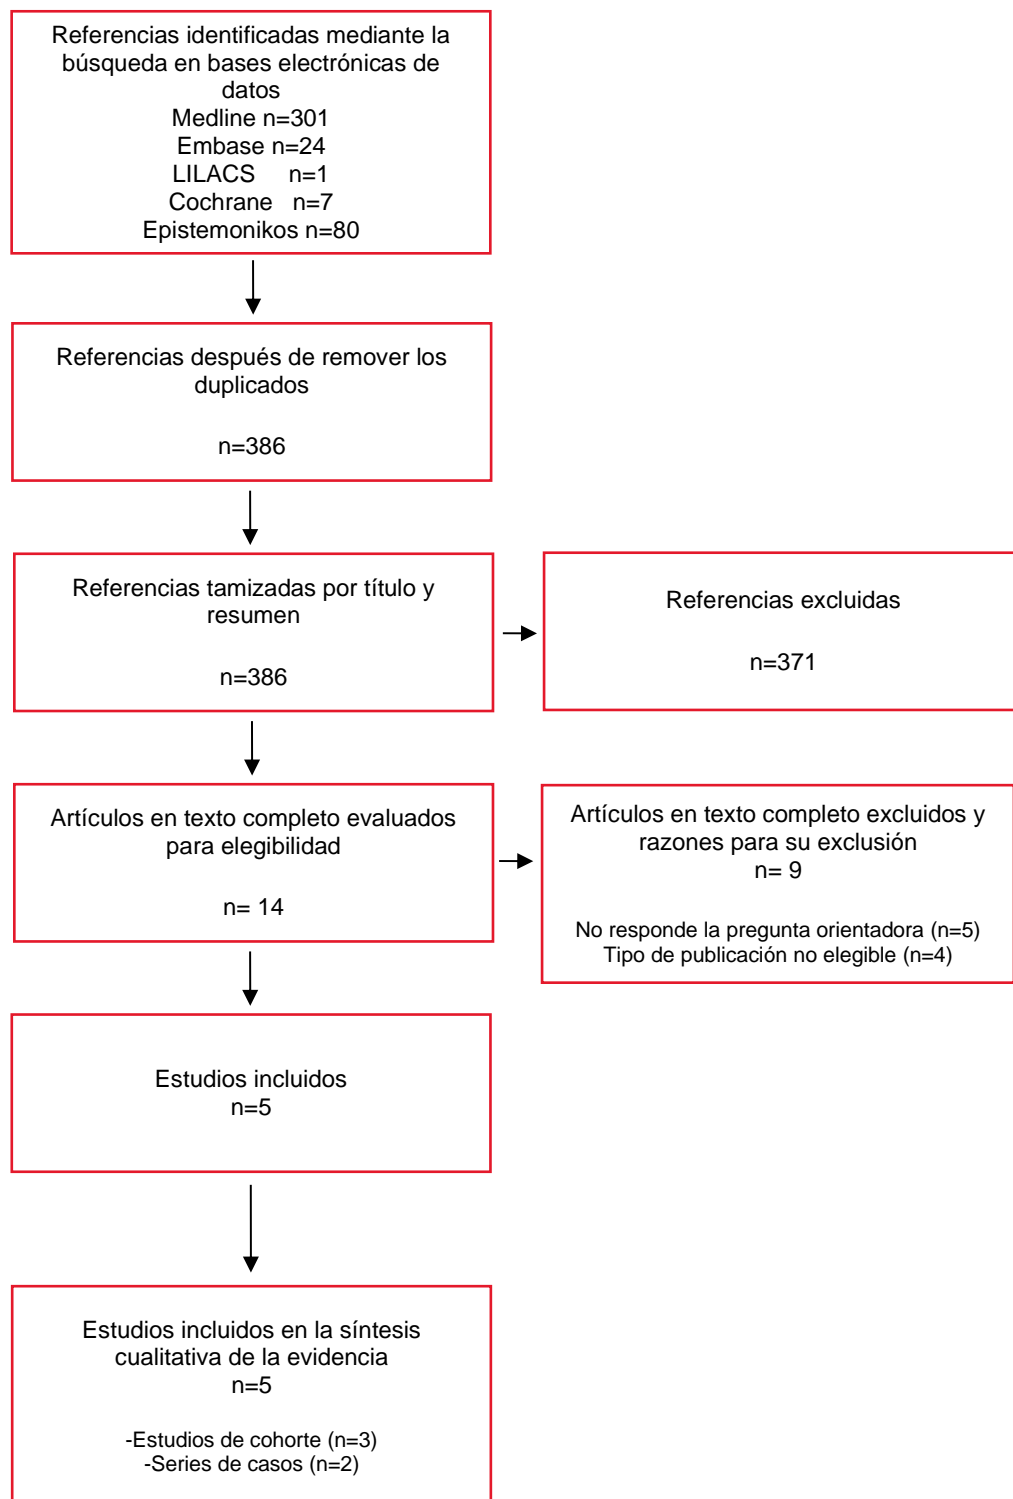 Referencias identificadas mediante la
búsqueda en bases electrónicas de
datos
Medline n=301
Embase n=24
LILACS n=1
Cochrane n=7
Epistemonikos n=80
Referencias después de remover los
duplicados
n=386
Referencias tamizadas por título y
resumen
n=386
Referencias excluidas
n=371
Artículos en texto completo evaluados
para elegibilidad
n= 14
Artículos en texto completo excluidos y
razones para su exclusión
n= 9
No responde la pregunta orientadora (n=5)
Tipo de publicación no elegible (n=4)
Estudios incluidos
n=5
Estudios incluidos en la síntesis
cualitativa de la evidencia
n=5
-Estudios de cohorte (n=3)
-Series de casos (n=2)